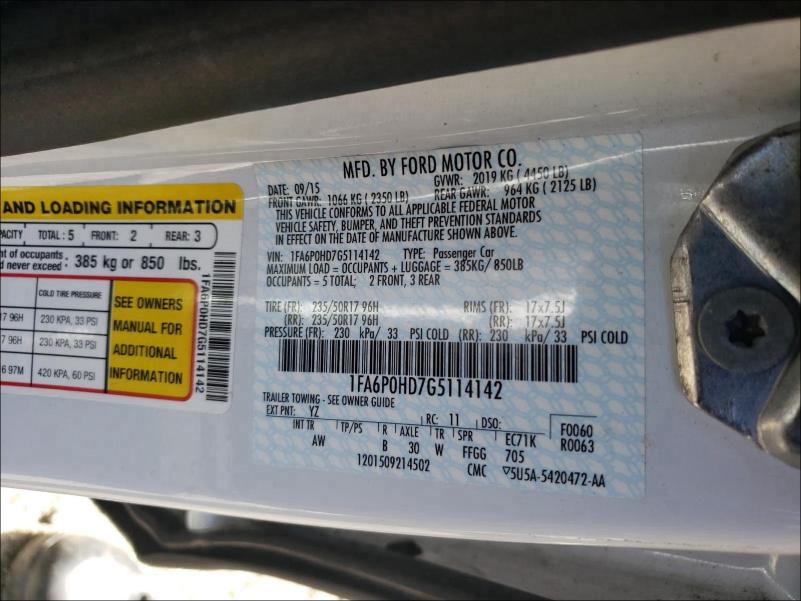 AND LOADING INFORMATION
TOTAL: 5 FRONT: 2 REAR: 3
nt of occupants
d never exceed: 385 kg or 850 lbs.
COLD TIRE PRESSURE
96H 230 KPA, 33 PSI
96H 230 KPA, 33 PSI
97M 420 KPA, 60 PSI
SEE OWNERS
MANUAL FOR
ADDITIONAL
INFORMATION
1FA6P0HD7G5114142
MFD. BY FORD MOTOR CO.
DATE: 09/15 GVWR: 2019 KG ( 4450 LB)
FRONT GAWR: 1066 KG ( 2350 LB) REAR GAWR: 964 KG ( 2125 LB)
THIS VEHICLE CONFORMS TO ALL APPLICABLE FEDERAL MOTOR
VEHICLE SAFETY, BUMPER, AND THEFT PREVENTION STANDARDS
IN EFFECT ON THE DATE OF MANUFACTURE SHOWN ABOVE.
VIN: 1FA6P0HD7G5114142 TYPE: Passenger Car
MAXIMUM LOAD = OCCUPANTS + LUGGAGE = 385KG/ 850LB
OCCUPANTS = 5 TOTAL; 2 FRONT, 3 REAR
TIRE (FR): 235/50R17 96H RIMS (FR): 17x7.5J
(RR): 235/50R17 96H (RR): 17x7.5J
PRESSURE (FR): 230 kPa/ 33 PSI COLD (RR): 230 kPa/ 33 PSI COLD
1FA6P0HD7G5114142
TRAILER TOWING - SEE OWNER GUIDE
EXT PNT: YZ RC: 11 DSO: F0060
INT TR TP/PS R AXLE TR SPR EC71K R0063
AW B 30 W FFGG 705
1201509214502 CMC ▽5U5A-5420472-AA